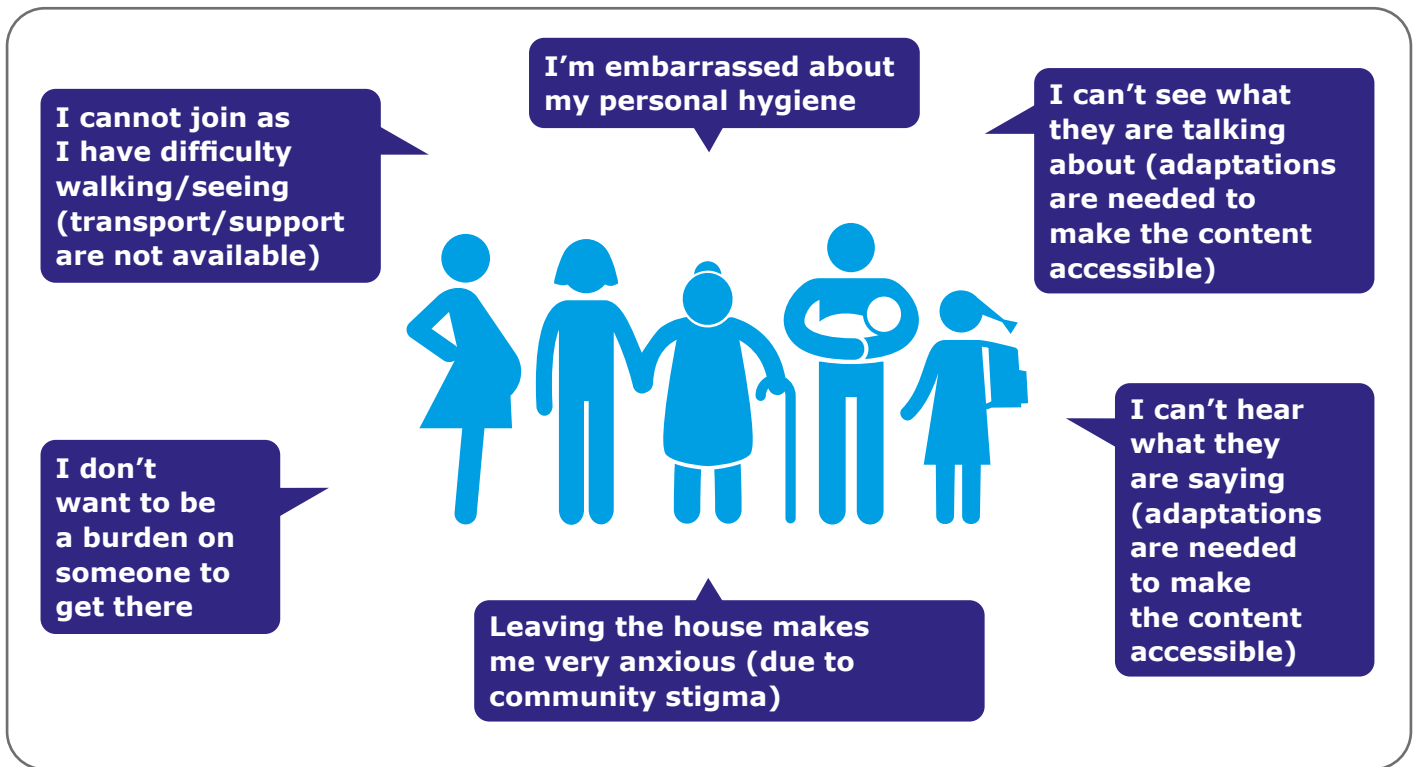 I'm embarrassed about
my personal hygiene
I cannot join as
I have difficulty
walking/seeing
(transport/support
are not available)
I can't see what
they are talking
about (adaptations
are needed to
make the content
accessible)
I don't
want to be
a burden on
someone to
get there
I can't hear
what they
are saying
(adaptations
are needed
to make
the content
accessible)
Leaving the house makes
me very anxious (due to
community stigma)